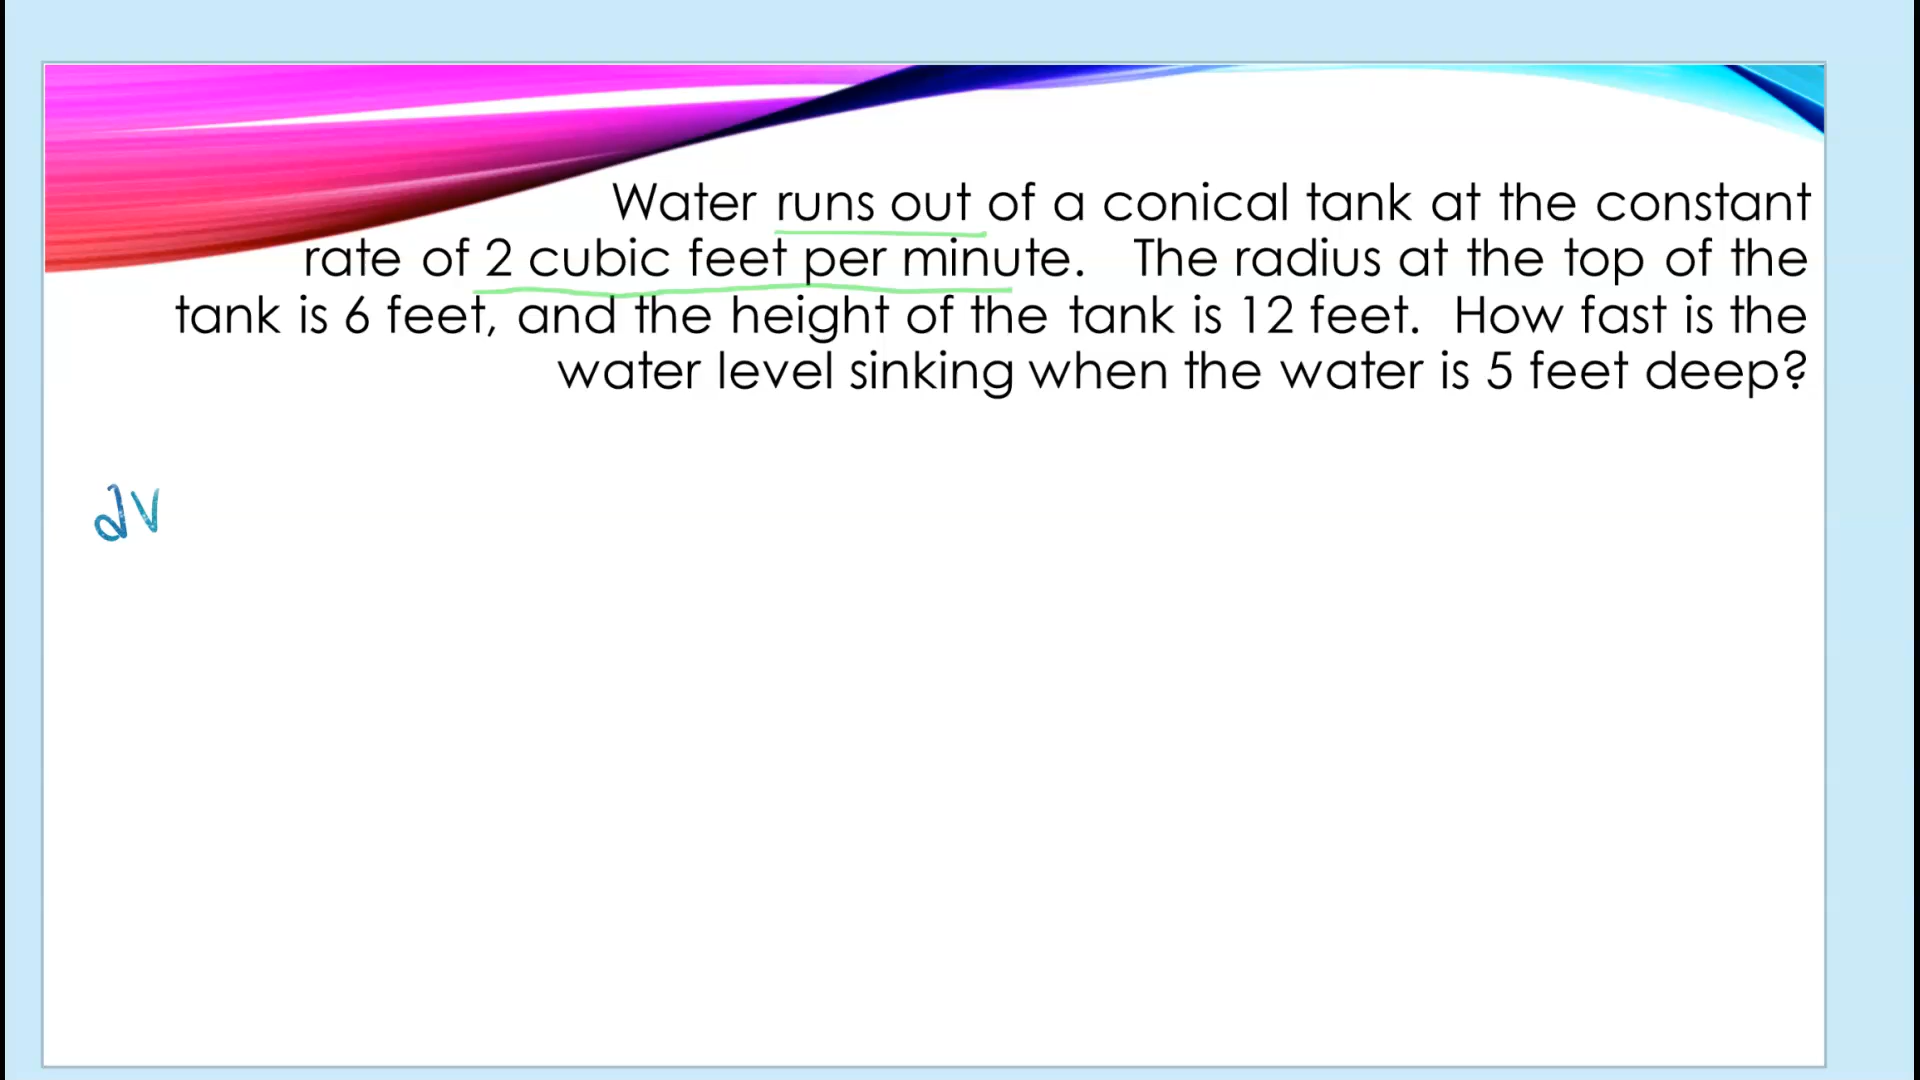 Water runs out of a conical tank at the constant
rate of 2 cubic feet per minute. The radius at the top of the
tank is 6 feet, and the height of the tank is 12 feet. How fast is the
water level sinking when the water is 5 feet deep?
dV